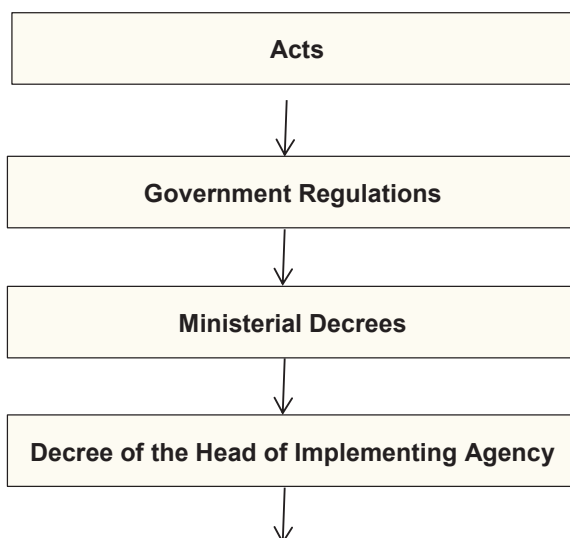 Acts
Government Regulations
Ministerial Decrees
Decree of the Head of Implementing Agency